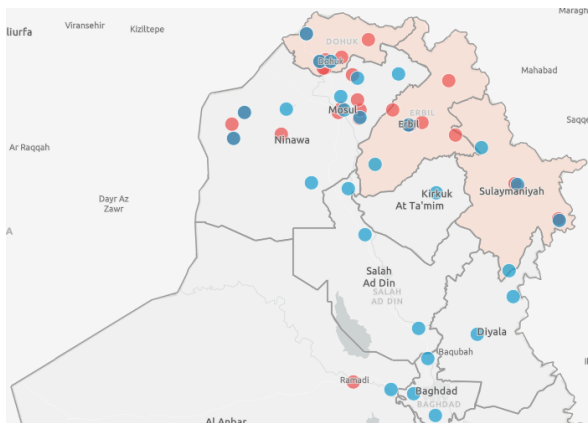 Maragh
liurfa
Viransehir
Kiziltepe
DOHUK
Dohuk
Mahabad
Mosul
ERBIL
Erbil
Saqq
Ar Raqqah
Ninawa
Sulaymaniyah
Kirkuk
At Ta'mim
Dayr Az
Zawr
A
Salah
Ad Din
SALAH
AD DIN
Diyala
Baqubah
Ramadi
Baghdad
BAGHDAD
Al Anbar